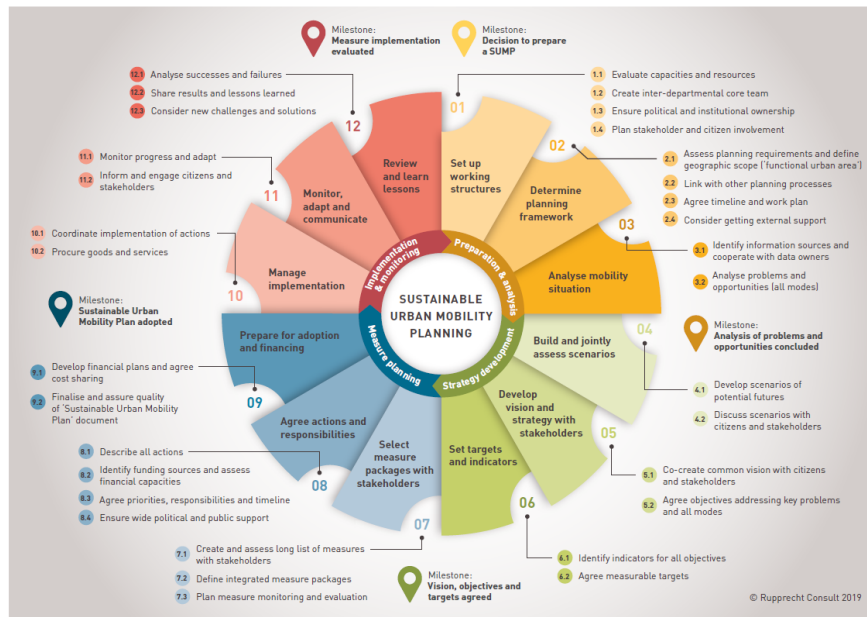 Milestone:
Measure implementation
evaluated
Milestone:
Decision to prepare
a SUMP
12.1 Analyse successes and failures
12.2 Share results and lessons learned
12.3 Consider new challenges and solutions
1.1 Evaluate capacities and resources
1.2 Create inter-departmental core team
1.3 Ensure political and institutional ownership
1.4 Plan stakeholder and citizen involvement
11.1 Monitor progress and adapt
11.2 Inform and engage citizens and
stakeholders
2.1 Assess planning requirements and define
geographic scope ('functional urban area')
2.2 Link with other planning processes
2.3 Agree timeline and work plan
2.4 Consider getting external support
10.1 Coordinate implementation of actions
10.2 Procure goods and services
3.1 Identify information sources and
cooperate with data owners
3.2 Analyse problems and
opportunities (all modes)
Milestone:
Sustainable Urban
Mobility Plan adopted
Milestone:
Analysis of problems and
opportunities concluded
9.1 Develop financial plans and agree
cost sharing
9.2 Finalise and assure quality
of 'Sustainable Urban Mobility
Plan' document
4.1 Develop scenarios of
potential futures
4.2 Discuss scenarios with
citizens and stakeholders
8.1 Describe all actions
8.2 Identify funding sources and assess
financial capacities
8.3 Agree priorities, responsibilities and timeline
8.4 Ensure wide political and public support
5.1 Co-create common vision with citizens
and stakeholders
5.2 Agree objectives addressing key problems
and all modes
7.1 Create and assess long list of measures
with stakeholders
7.2 Define integrated measure packages
7.3 Plan measure monitoring and evaluation
6.1 Identify indicators for all objectives
6.2 Agree measurable targets
Milestone:
Vision, objectives and
targets agreed
01
Set up
working
structures
02
Determine
planning
framework
03
Analyse mobility
situation
04
Build and jointly
assess scenarios
05
Develop
vision and
strategy with
stakeholders
06
Set targets
and indicators
07
Select
measure
packages with
stakeholders
08
Agree actions and
responsibilities
09
Prepare for adoption
and financing
10
Manage
implementation
11
Monitor,
adapt and
communicate
12
Review
and learn
lessons
Preparation & analysis
Strategy development
Measure planning
Implementation
& monitoring
SUSTAINABLE
URBAN MOBILITY
PLANNING
© Rupprecht Consult 2019